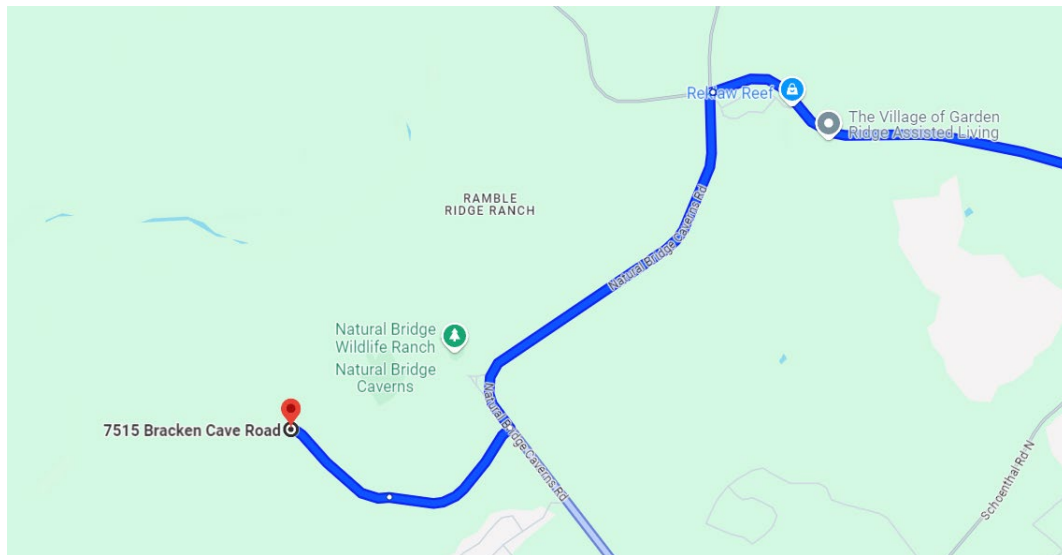 Reklaw Reef
The Village of Garden
Ridge Assisted Living
RAMBLE
RIDGE RANCH
Natural Bridge Caverns Rd
Natural Bridge
Wildlife Ranch
Natural Bridge
Caverns
7515 Bracken Cave Road
Natural Bridge Caverns Rd
Schoenthal Rd N